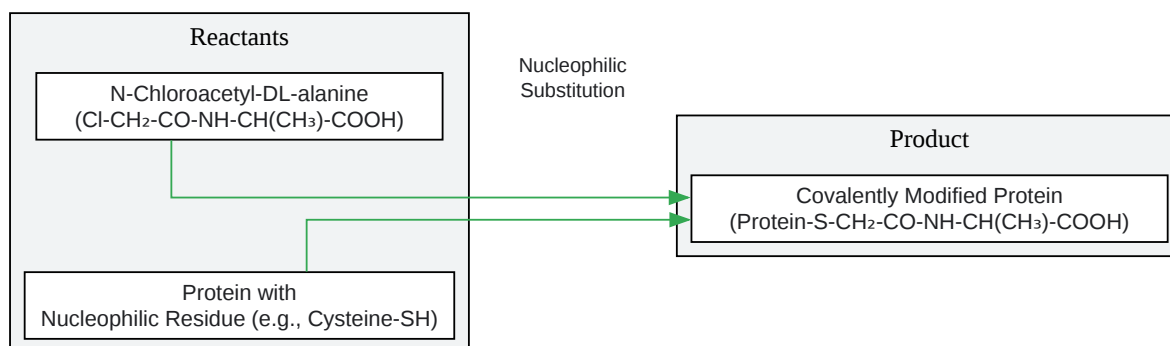 Reactants
N-Chloroacetyl-DL-alanine
(Cl-CH₂-CO-NH-CH(CH₃)-COOH)
Nucleophilic
Substitution
Product
Covalently Modified Protein
(Protein-S-CH₂-CO-NH-CH(CH₃)-COOH)
Protein with
Nucleophilic Residue (e.g., Cysteine-SH)